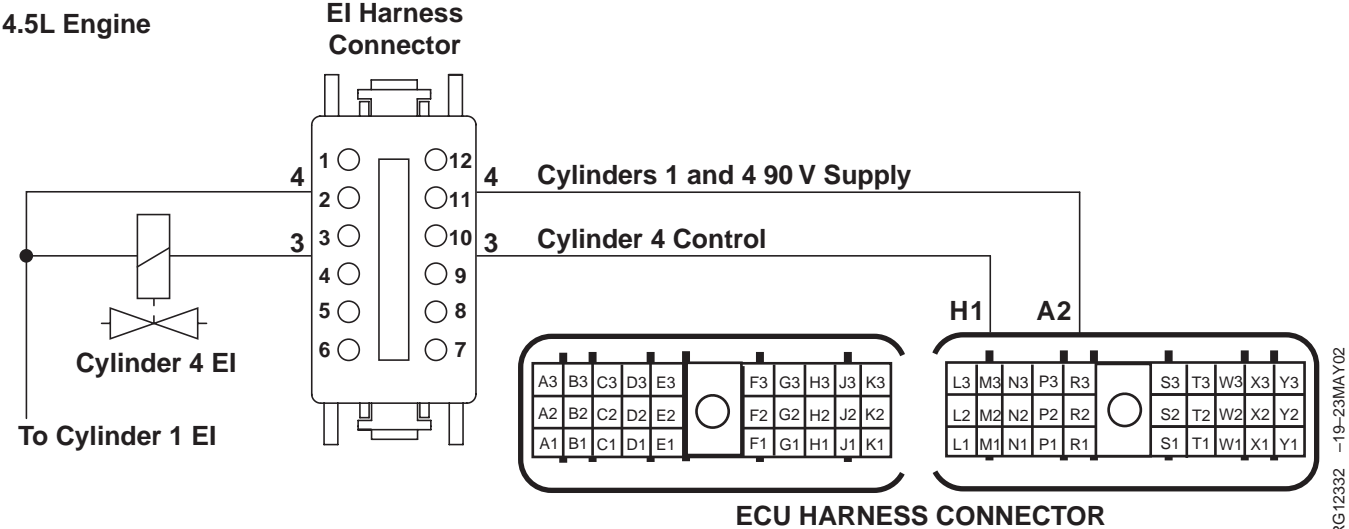 4.5L Engine
EI Harness
Connector
1
12
4
4
Cylinders 1 and 4 90 V Supply
2
11
3
3
10
3
Cylinder 4 Control
4
9
5
8
6
7
Cylinder 4 EI
To Cylinder 1 EI
H1
A2
A3 B3 C3 D3 E3 F3 G3 H3 J3 K3
A2 B2 C2 D2 E2 F2 G2 H2 J2 K2
A1 B1 C1 D1 E1 F1 G1 H1 J1 K1
L3 M3 N3 P3 R3 S3 T3 W3 X3 Y3
L2 M2 N2 P2 R2 S2 T2 W2 X2 Y2
L1 M1 N1 P1 R1 S1 T1 W1 X1 Y1
ECU HARNESS CONNECTOR
RG12332 –19–23MAY02